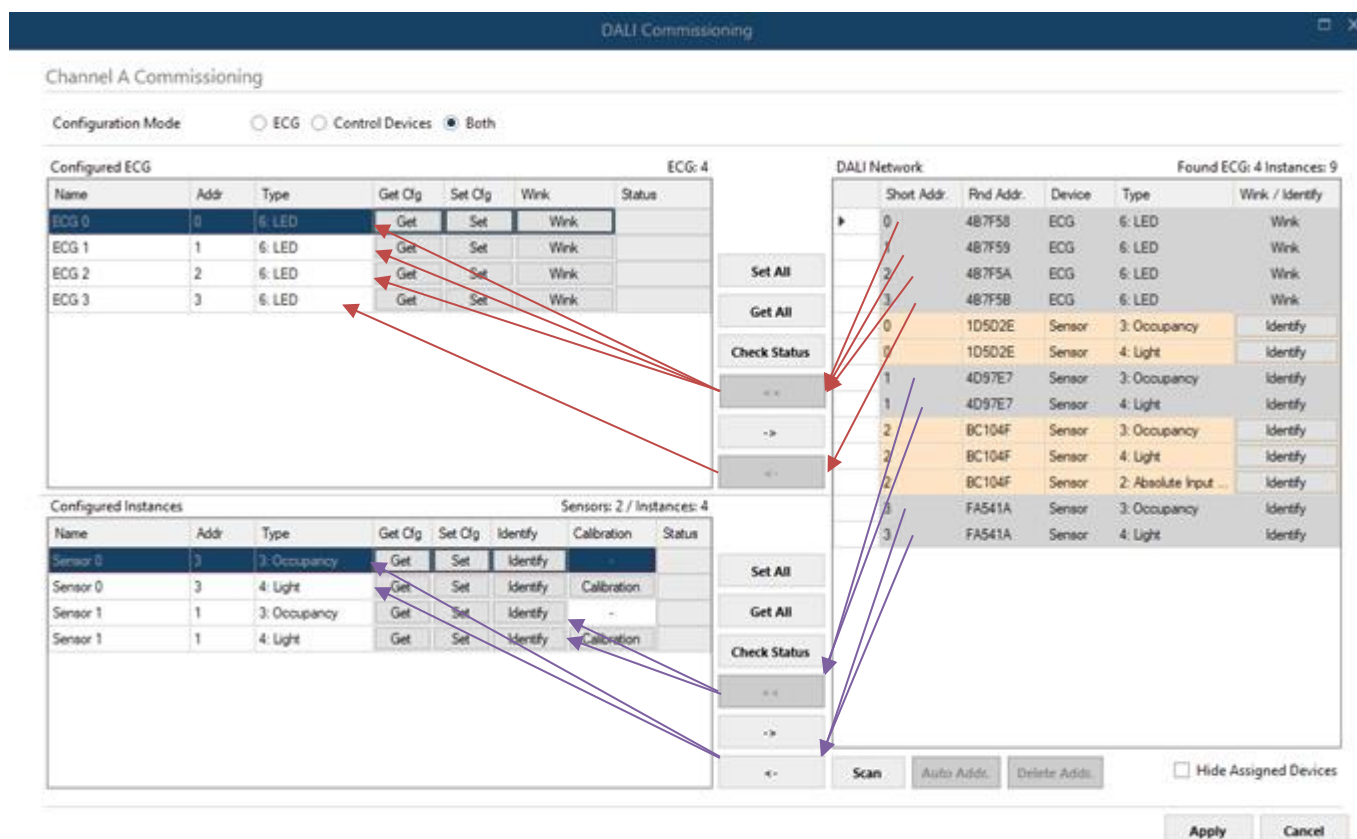 DALI Commissioning
Channel A Commissioning
Configuration Mode ECG Control Devices Both
Configured ECG ECG: 4
Name Addr Type Get Cfg Set Cfg Wink Status
ECG 0 0 6: LED Get Set Wink
ECG 1 1 6: LED Get Set Wink
ECG 2 2 6: LED Get Set Wink
ECG 3 3 6: LED Get Set Wink
Set All
Get All
Check Status
<<
->
<-
Configured Instances Sensors: 2 / Instances: 4
Name Addr Type Get Cfg Set Cfg Identify Calibration Status
Sensor 0 3 3: Occupancy Get Set Identify -
Sensor 0 3 4: Light Get Set Identify Calibration
Sensor 1 1 3: Occupancy Get Set Identify -
Sensor 1 1 4: Light Get Set Identify Calibration
Set All
Get All
Check Status
<<
->
<-
DALI Network Found ECG: 4 Instances: 9
Short Addr. Rnd Addr. Device Type Wink / Identify
0 4B7F58 ECG 6: LED Wink
1 4B7F59 ECG 6: LED Wink
2 4B7F5A ECG 6: LED Wink
3 4B7F5B ECG 6: LED Wink
0 1D5D2E Sensor 3: Occupancy Identify
0 1D5D2E Sensor 4: Light Identify
1 4D97E7 Sensor 3: Occupancy Identify
1 4D97E7 Sensor 4: Light Identify
2 BC104F Sensor 3: Occupancy Identify
2 BC104F Sensor 4: Light Identify
2 BC104F Sensor 2: Absolute Input ... Identify
3 FA541A Sensor 3: Occupancy Identify
3 FA541A Sensor 4: Light Identify
Scan Auto Addr. Delete Addr. Hide Assigned Devices
Apply Cancel